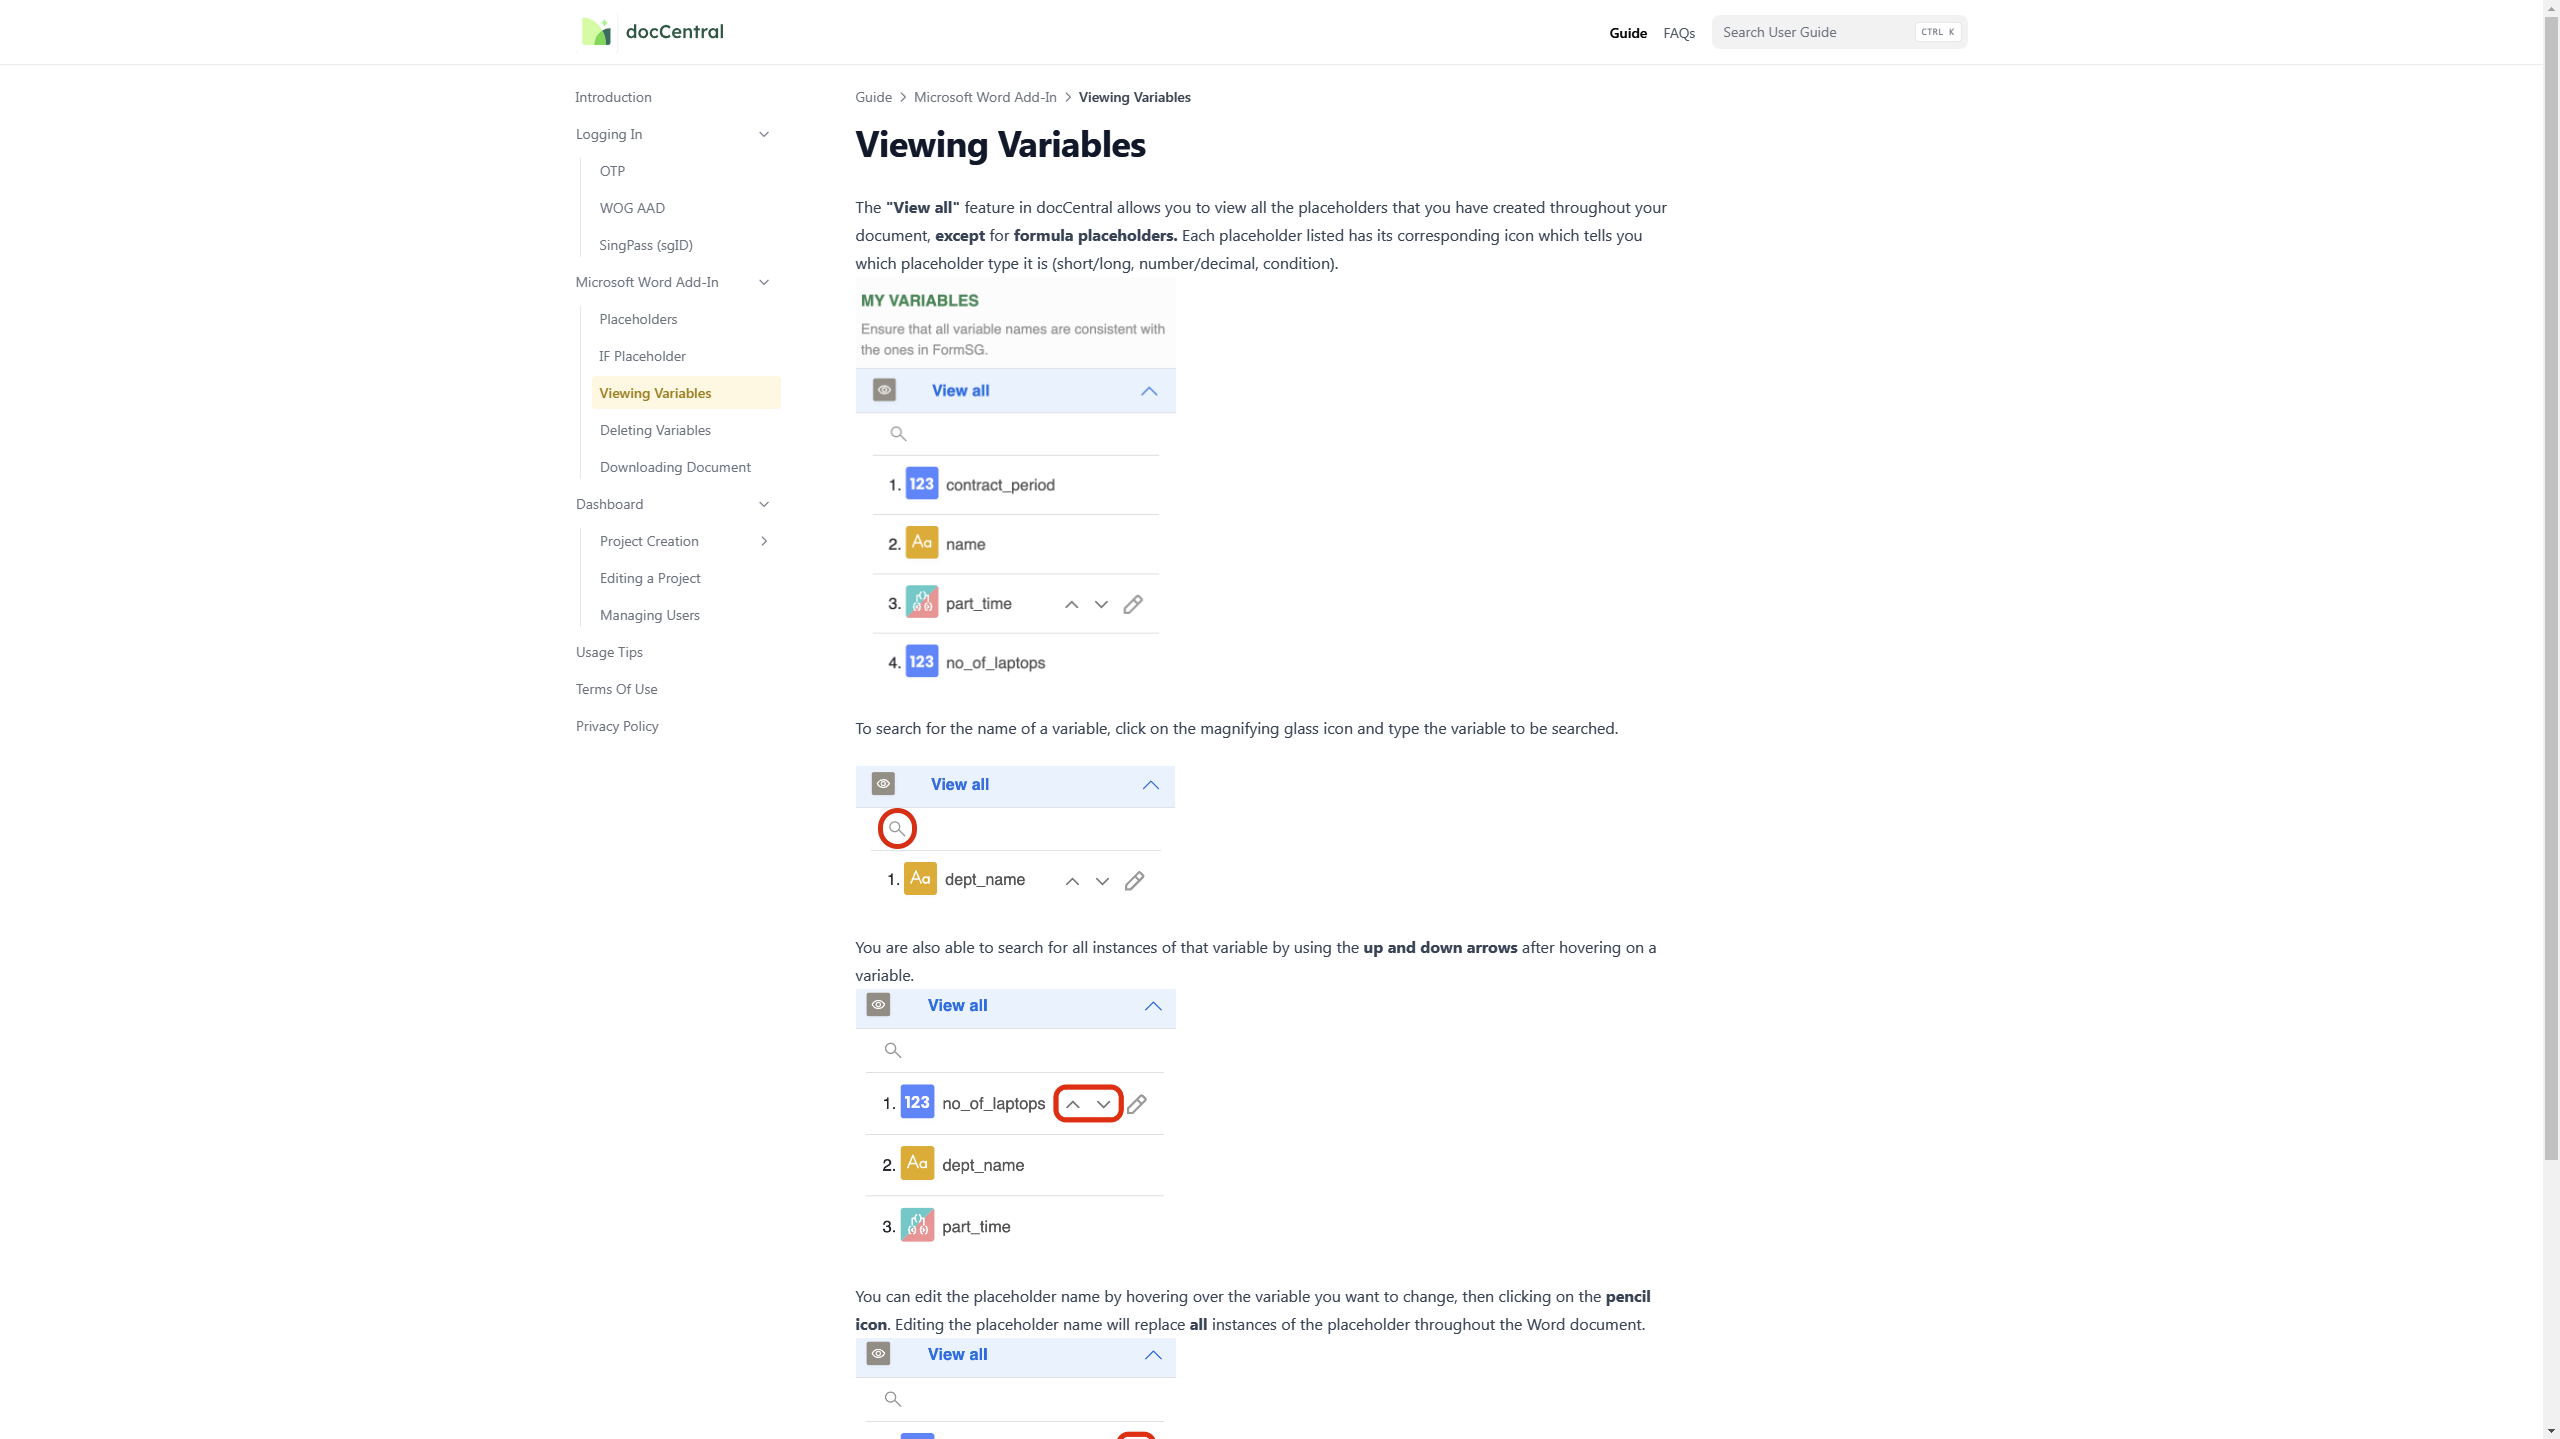 docCentral
Guide
FAQs
Search User Guide
CTRL K
Introduction
Logging In
OTP
WOG AAD
SingPass (sgID)
Microsoft Word Add-In
Placeholders
IF Placeholder
Viewing Variables
Deleting Variables
Downloading Document
Dashboard
Project Creation
Editing a Project
Managing Users
Usage Tips
Terms Of Use
Privacy Policy
Guide > Microsoft Word Add-In > Viewing Variables
Viewing Variables
The "View all" feature in docCentral allows you to view all the placeholders that you have created throughout your
document, except for formula placeholders. Each placeholder listed has its corresponding icon which tells you
which placeholder type it is (short/long, number/decimal, condition).
MY VARIABLES
Ensure that all variable names are consistent with
the ones in FormSG.
View all
1. 123 contract_period
2. Aa name
3. part_time
4. 123 no_of_laptops
To search for the name of a variable, click on the magnifying glass icon and type the variable to be searched.
View all
1. Aa dept_name
You are also able to search for all instances of that variable by using the up and down arrows after hovering on a
variable.
View all
1. 123 no_of_laptops
2. Aa dept_name
3. part_time
You can edit the placeholder name by hovering over the variable you want to change, then clicking on the pencil
icon. Editing the placeholder name will replace all instances of the placeholder throughout the Word document.
View all